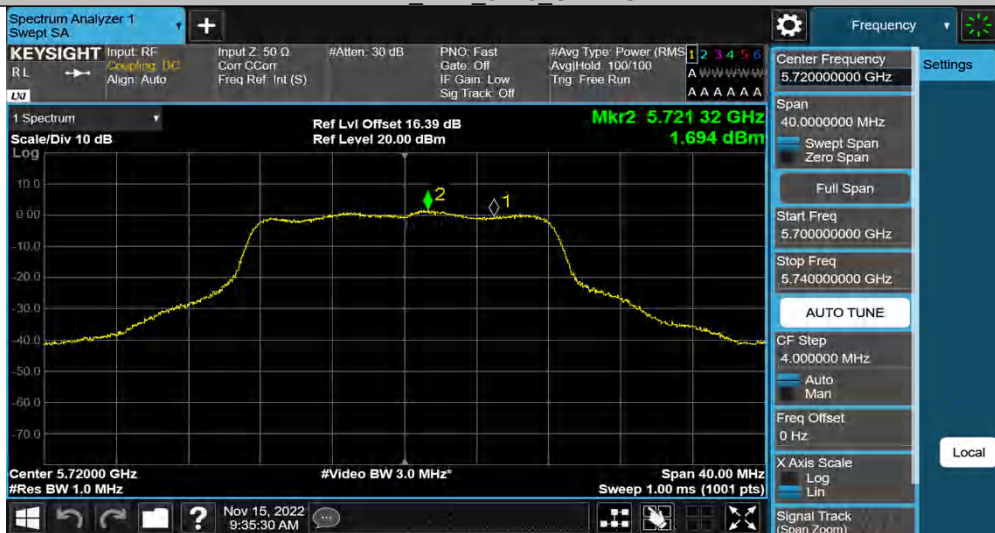 Spectrum Analyzer 1
Swept SA
+
Frequency
KEYSIGHT
RL
LXI
Input: RF
Coupling: DC
Align: Auto
Input Z: 50 Ω
Corr CCorr
Freq Ref: Int (S)
#Atten: 30 dB
PNO: Fast
Gate: Off
IF Gain: Low
Sig Track: Off
#Avg Type: Power (RMS
Avg|Hold: 100/100
Trig: Free Run
1 2 3 4 5 6
A W W W W W
A A A A A A
1 Spectrum
Scale/Div 10 dB
Log
Ref Lvl Offset 16.39 dB
Ref Level 20.00 dBm
Mkr2 5.721 32 GHz
1.694 dBm
10.0
0.00
-10.0
-20.0
-30.0
-40.0
-50.0
-60.0
-70.0
2
1
Center 5.72000 GHz
#Res BW 1.0 MHz
#Video BW 3.0 MHz*
Span 40.00 MHz
Sweep 1.00 ms (1001 pts)
Center Frequency
5.720000000 GHz
Span
40.0000000 MHz
Swept Span
Zero Span
Full Span
Start Freq
5.700000000 GHz
Stop Freq
5.740000000 GHz
AUTO TUNE
CF Step
4.000000 MHz
Auto
Man
Freq Offset
0 Hz
X Axis Scale
Log
Lin
Signal Track
(Span Zoom)
Settings
Local
?
Nov 15, 2022
9:35:30 AM